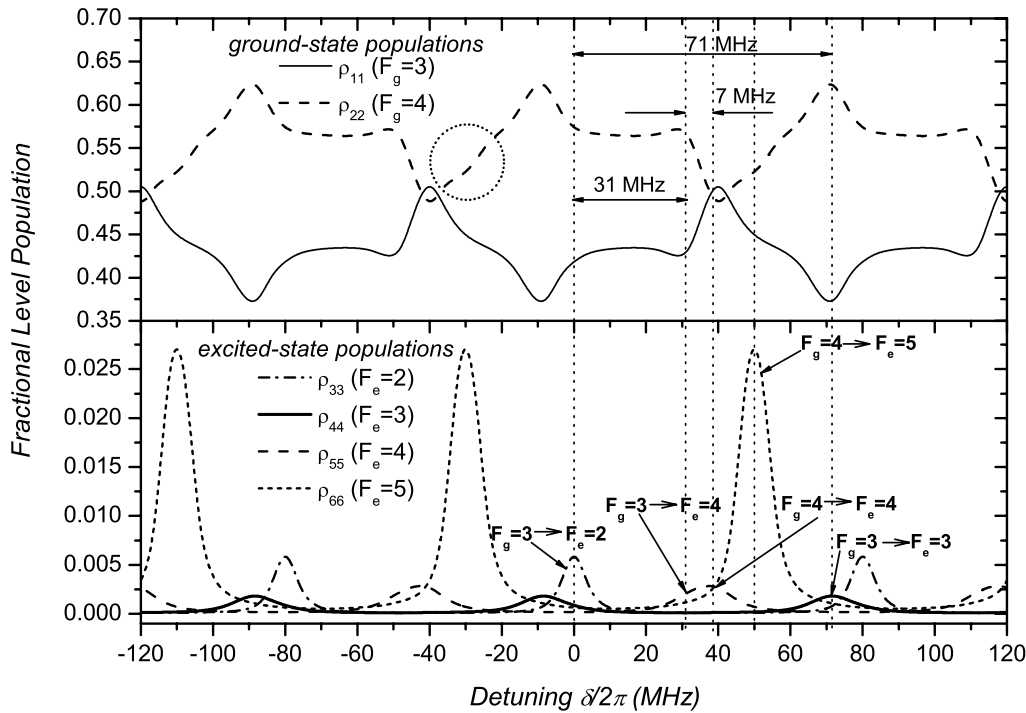 Fractional Level Population
0.70
0.65
0.60
0.55
0.50
0.45
0.40
0.35
ground-state populations
ρ11 (Fg=3)
ρ22 (Fg=4)
71 MHz
7 MHz
31 MHz
0.025
0.020
0.015
0.010
0.005
0.000
excited-state populations
ρ33 (Fe=2)
ρ44 (Fe=3)
ρ55 (Fe=4)
ρ66 (Fe=5)
Fg=4→Fe=5
Fg=3→Fe=4
Fg=4→Fe=4
Fg=3→Fe=2
Fg=3→Fe=3
-120 -100 -80 -60 -40 -20 0 20 40 60 80 100 120
Detuning δ/2π (MHz)